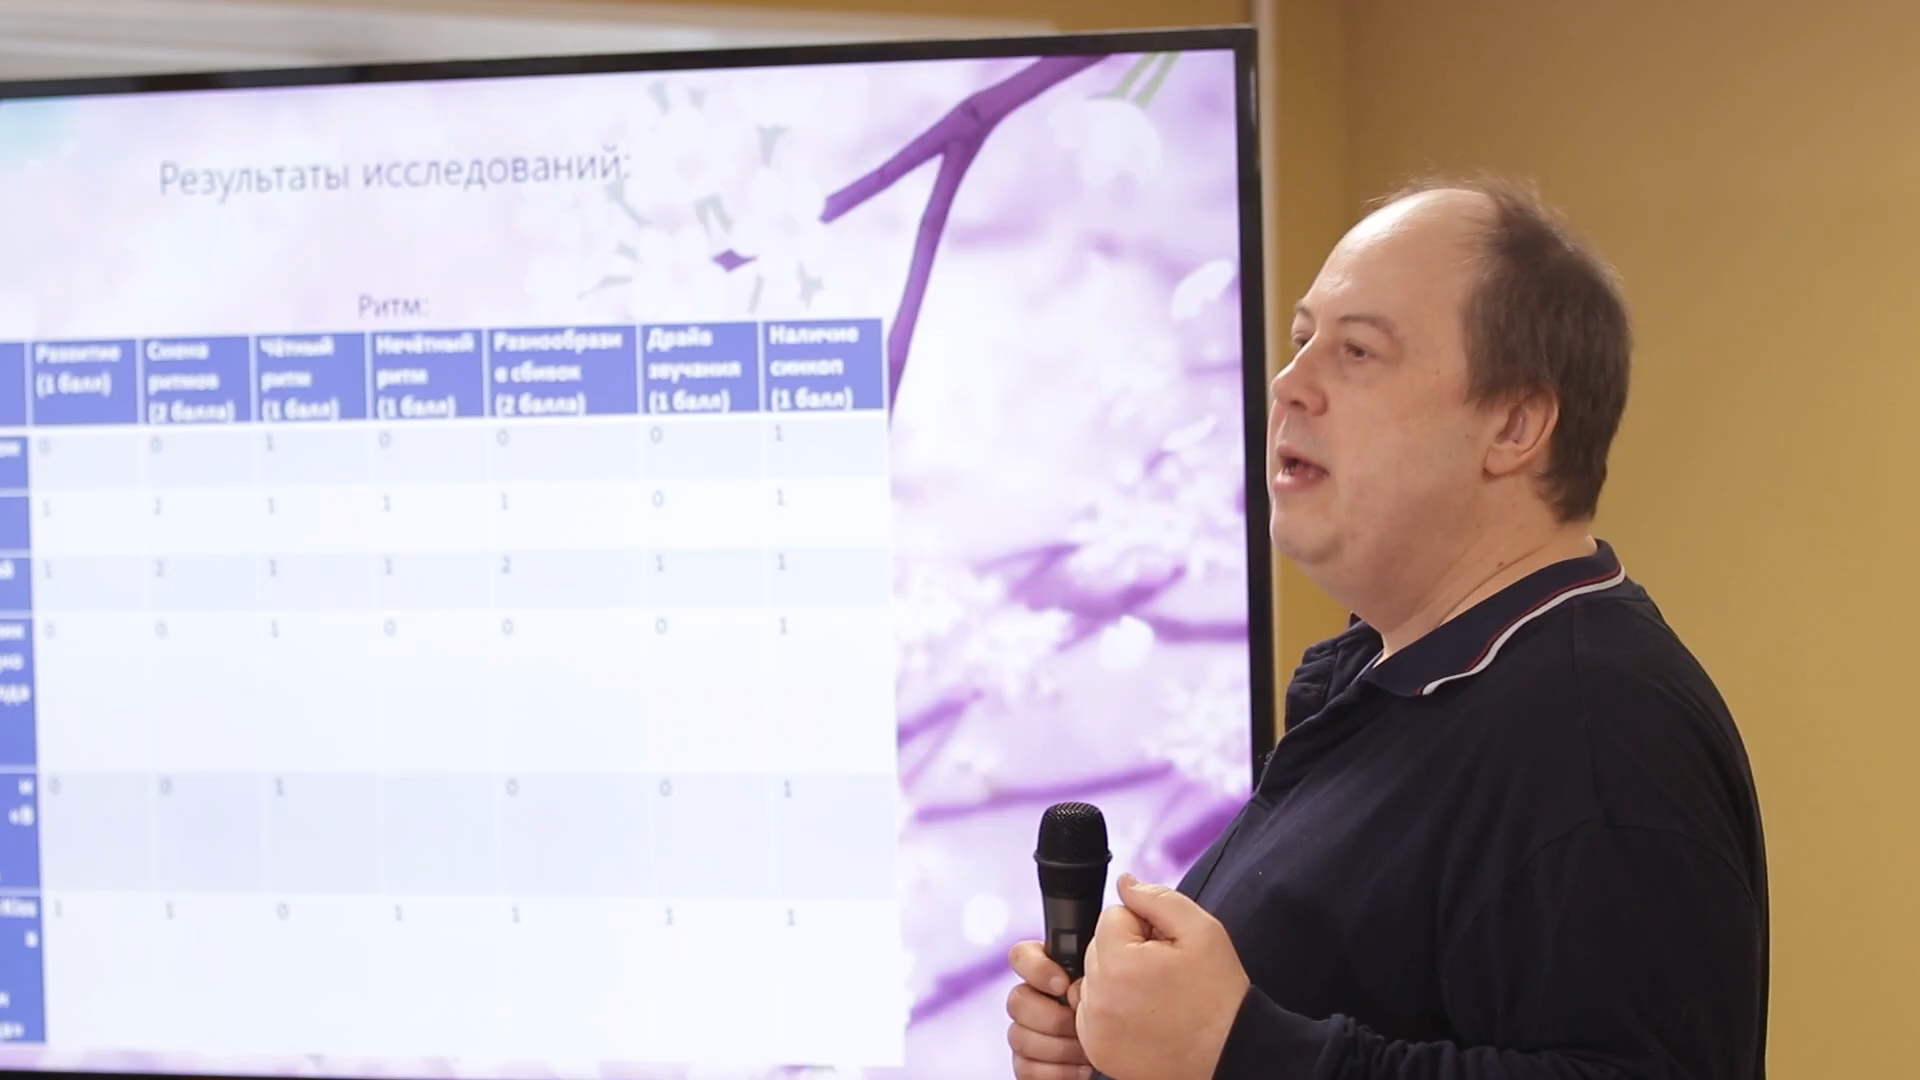 Результаты исследований:
Ритм:
Развитие
(1 балл)
Смена
ритмов
(2 балла)
Чётный
ритм
(1 балл)
Нечётный
ритм
(1 балл)
Разнообрази
е сбивок
(2 балла)
Драйв
звучания
(1 балл)
Наличие
синкоп
(1 балл)
0 0 1 0 0 0 1
1 2 1 1 1 0 1
1 2 1 1 2 1 1
0 0 1 0 0 0 1
0 0 1 0 0 1
1 1 0 1 1 1 1